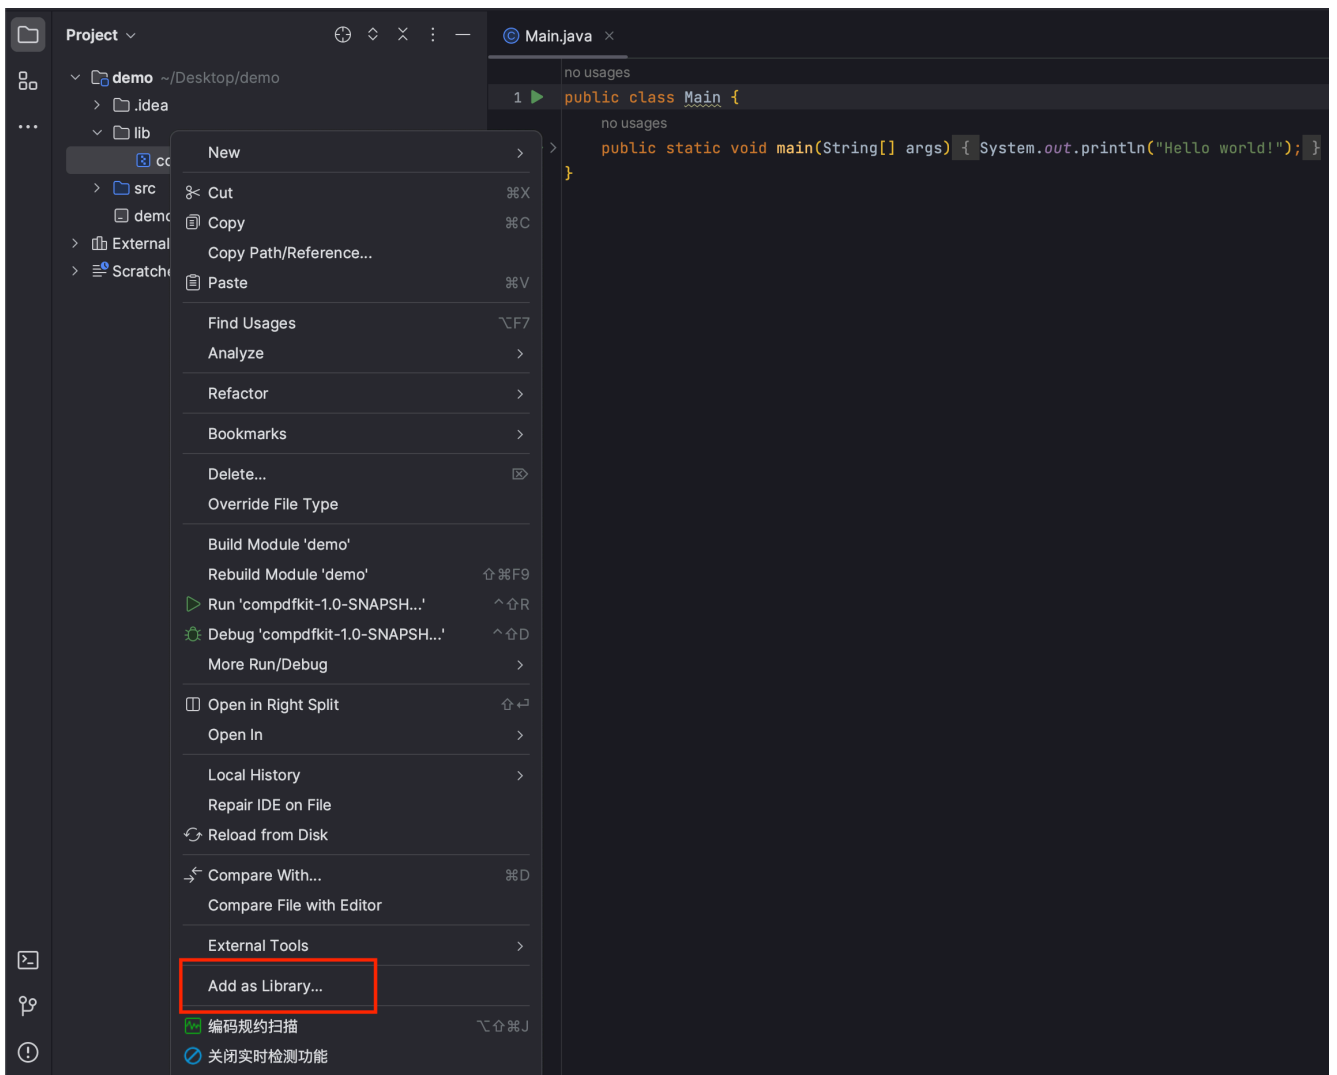 Project
Main.java
demo ~/Desktop/demo
.idea
lib
src
External
no usages
1 public class Main {
no usages
public static void main(String[] args) { System.out.println("Hello world!"); }
}
New
Cut ⌘X
Copy ⌘C
Copy Path/Reference...
Paste ⌘V
Find Usages ⌥F7
Analyze
Refactor
Bookmarks
Delete... ⌦
Override File Type
Build Module 'demo'
Rebuild Module 'demo' ⇧⌘F9
Run 'compdfkit-1.0-SNAPSH...' ^⇧R
Debug 'compdfkit-1.0-SNAPSH...' ^⇧D
More Run/Debug
Open in Right Split ⇧⏎
Open In
Local History
Repair IDE on File
Reload from Disk
Compare With... ⌘D
Compare File with Editor
External Tools
Add as Library...
编码规约扫描 ⌥⇧⌘J
关闭实时检测功能